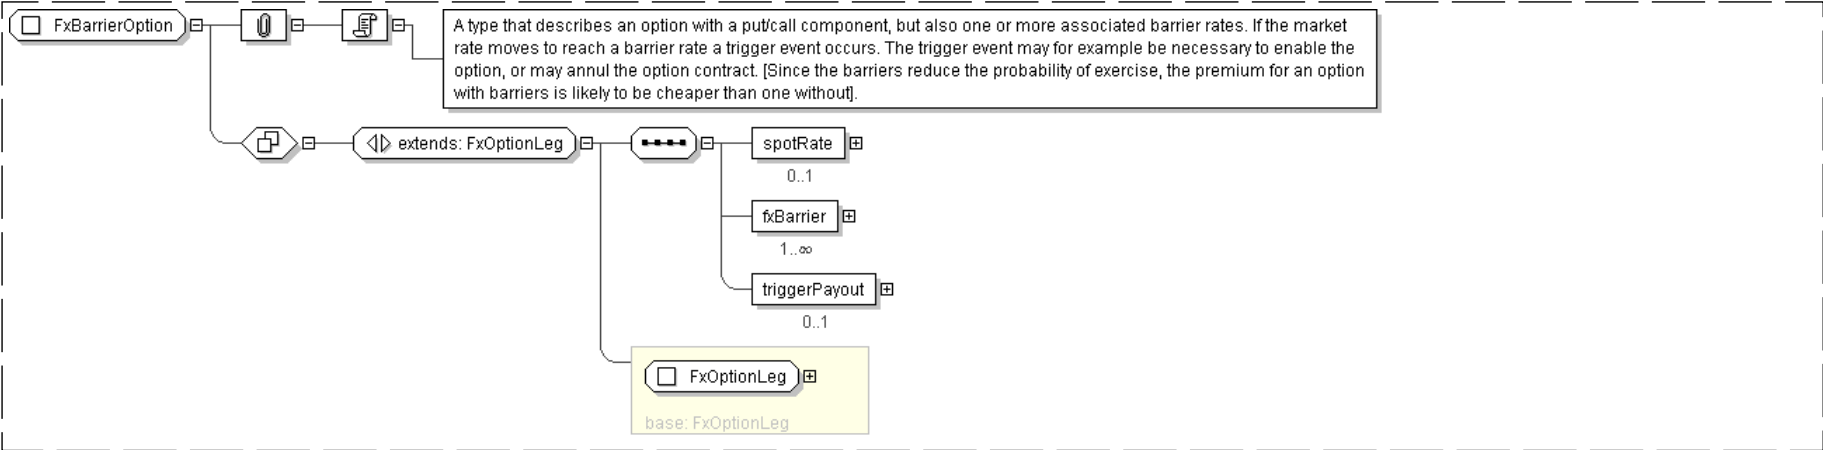 FxBarrierOption
A type that describes an option with a put/call component, but also one or more associated barrier rates. If the market
rate moves to reach a barrier rate a trigger event occurs. The trigger event may for example be necessary to enable the
option, or may annul the option contract. [Since the barriers reduce the probability of exercise, the premium for an option
with barriers is likely to be cheaper than one without].
extends: FxOptionLeg
spotRate
0..1
fxBarrier
1..∞
triggerPayout
0..1
FxOptionLeg
base: FxOptionLeg